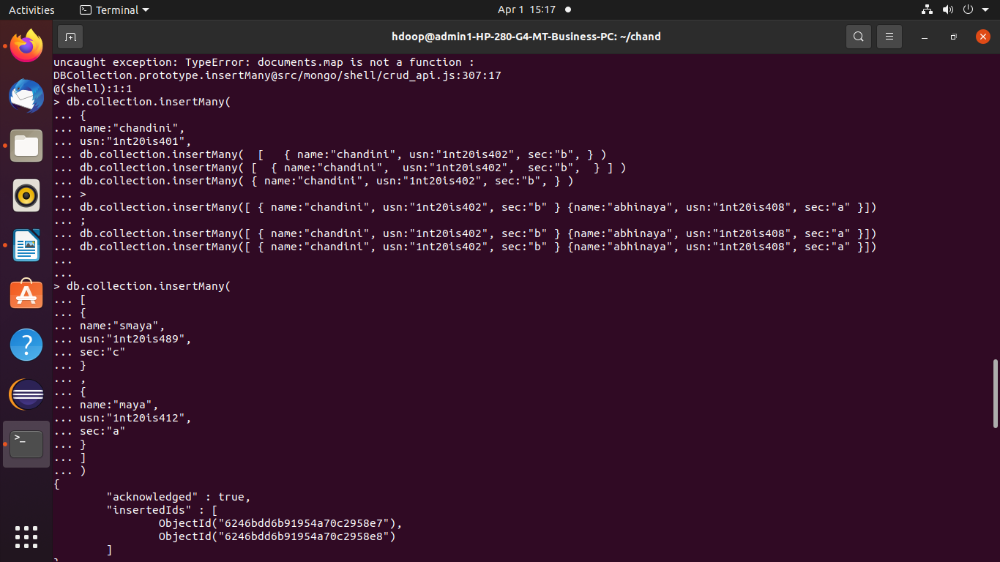 Activities Terminal Apr 1 15:17
hdoop@admin1-HP-280-G4-MT-Business-PC: ~/chand
uncaught exception: TypeError: documents.map is not a function :
DBCollection.prototype.insertMany@src/mongo/shell/crud_api.js:307:17
@(shell):1:1
> db.collection.insertMany(
... {
... name:"chandini",
... usn:"1nt20is401",
... db.collection.insertMany(  [   { name:"chandini", usn:"1nt20is402", sec:"b", } )
... db.collection.insertMany( [  { name:"chandini",  usn:"1nt20is402",  sec:"b",  } ] )
... db.collection.insertMany( { name:"chandini", usn:"1nt20is402", sec:"b", } )
... >
... db.collection.insertMany([ { name:"chandini", usn:"1nt20is402", sec:"b" } {name:"abhinaya", usn:"1nt20is408", sec:"a" }])
... ;
... db.collection.insertMany([ { name:"chandini", usn:"1nt20is402", sec:"b" } {name:"abhinaya", usn:"1nt20is408", sec:"a" }])
... db.collection.insertMany([ { name:"chandini", usn:"1nt20is402", sec:"b" } {name:"abhinaya", usn:"1nt20is408", sec:"a" }])
...
...
> db.collection.insertMany(
... [
... {
... name:"smaya",
... usn:"1nt20is489",
... sec:"c"
... }
... ,
... {
... name:"maya",
... usn:"1nt20is412",
... sec:"a"
... }
... ]
... )
{
        "acknowledged" : true,
        "insertedIds" : [
                ObjectId("6246bdd6b91954a70c2958e7"),
                ObjectId("6246bdd6b91954a70c2958e8")
        ]
}